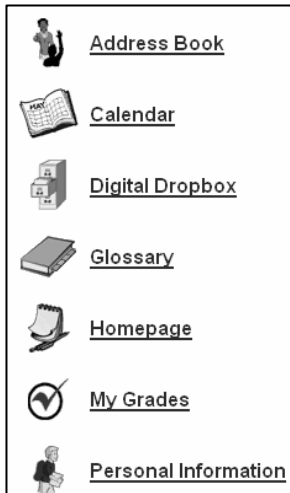 Address Book
MAY
Calendar
Digital Dropbox
Glossary
Homepage
My Grades
Personal Information